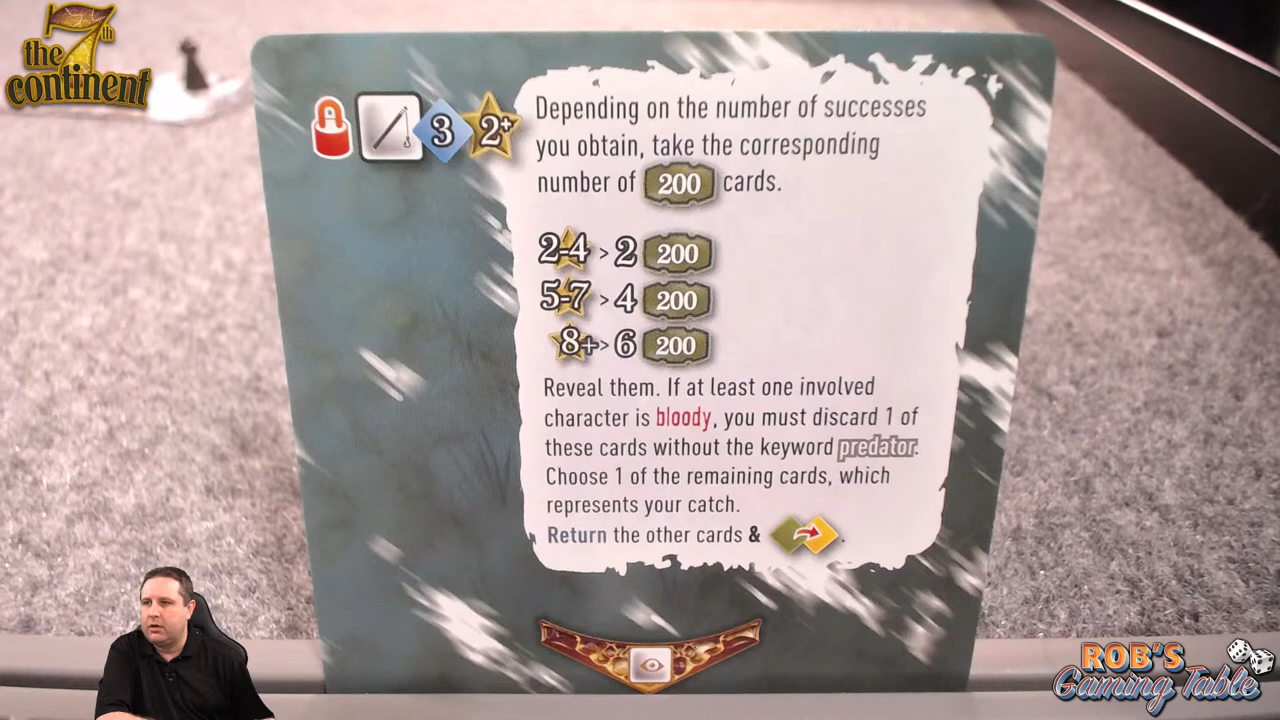 the 7th continent
3 2+
Depending on the number of successes
you obtain, take the corresponding
number of 200 cards.
2-4 > 2 200
5-7 > 4 200
8+ > 6 200
Reveal them. If at least one involved
character is bloody, you must discard 1 of
these cards without the keyword predator.
Choose 1 of the remaining cards, which
represents your catch.
Return the other cards & .
ROB'S
Gaming Table